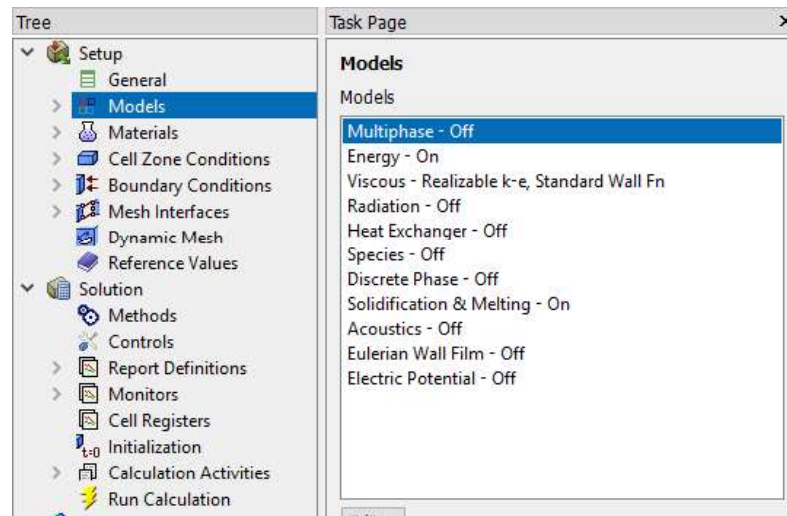 Tree
Setup
General
Models
Materials
Cell Zone Conditions
Boundary Conditions
Mesh Interfaces
Dynamic Mesh
Reference Values
Solution
Methods
Controls
Report Definitions
Monitors
Cell Registers
t=0 Initialization
Calculation Activities
Run Calculation
Task Page
Models
Models
Multiphase - Off
Energy - On
Viscous - Realizable k-e, Standard Wall Fn
Radiation - Off
Heat Exchanger - Off
Species - Off
Discrete Phase - Off
Solidification & Melting - On
Acoustics - Off
Eulerian Wall Film - Off
Electric Potential - Off